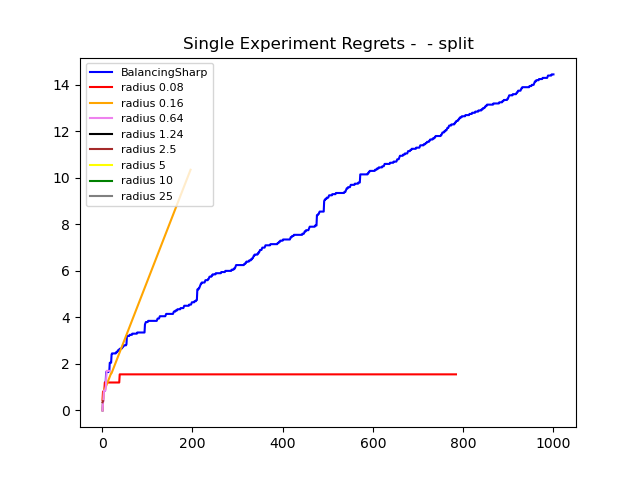 Single Experiment Regrets -  - split
BalancingSharp
radius 0.08
radius 0.16
radius 0.64
radius 1.24
radius 2.5
radius 5
radius 10
radius 25
14
12
10
8
6
4
2
0
0 200 400 600 800 1000